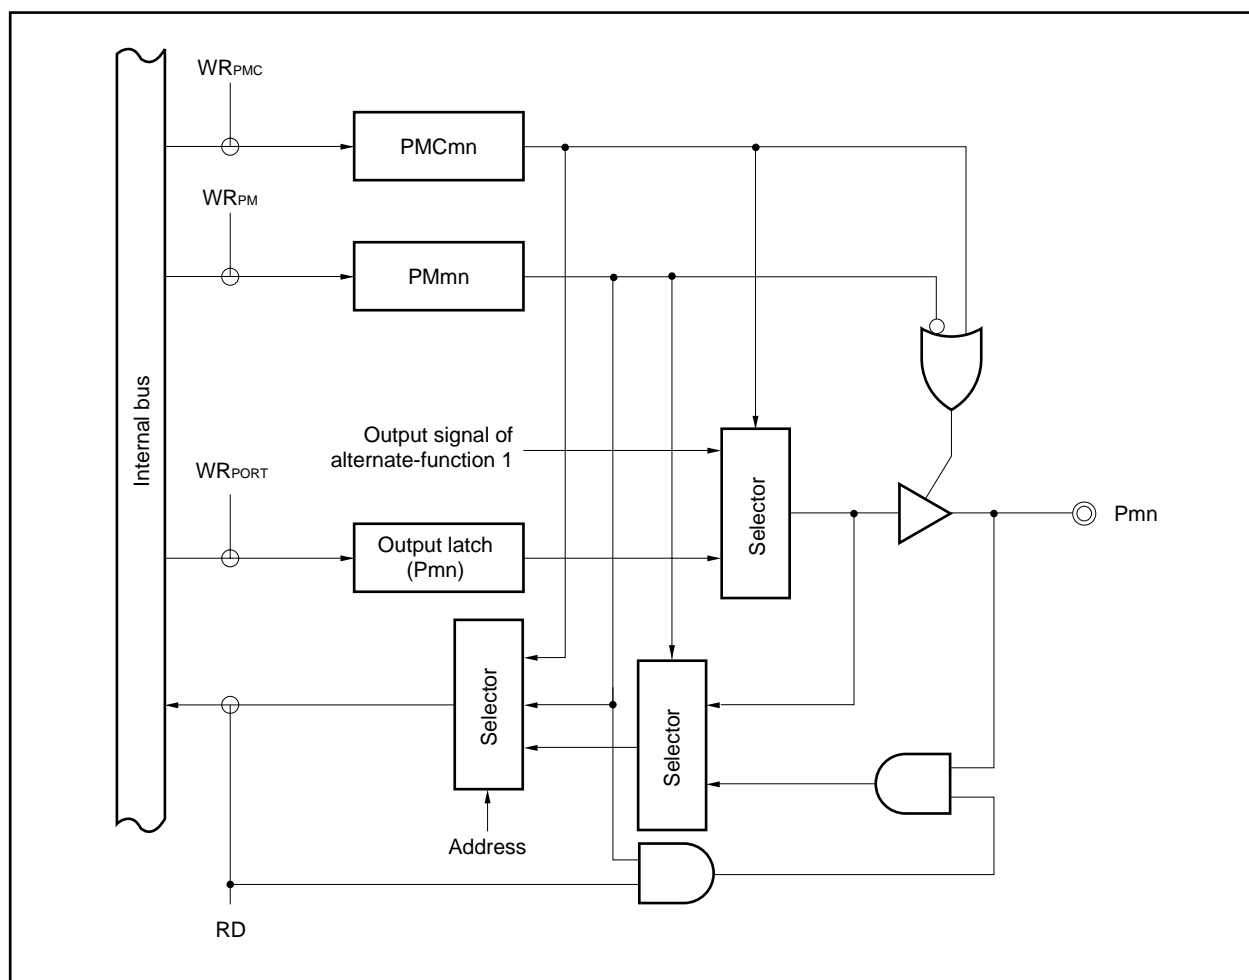 WRPMC
PMCmn
WRPM
PMmn
Internal bus
Output signal of
alternate-function 1
WRPORT
Output latch
(Pmn)
Selector
Pmn
Selector
Selector
Address
RD